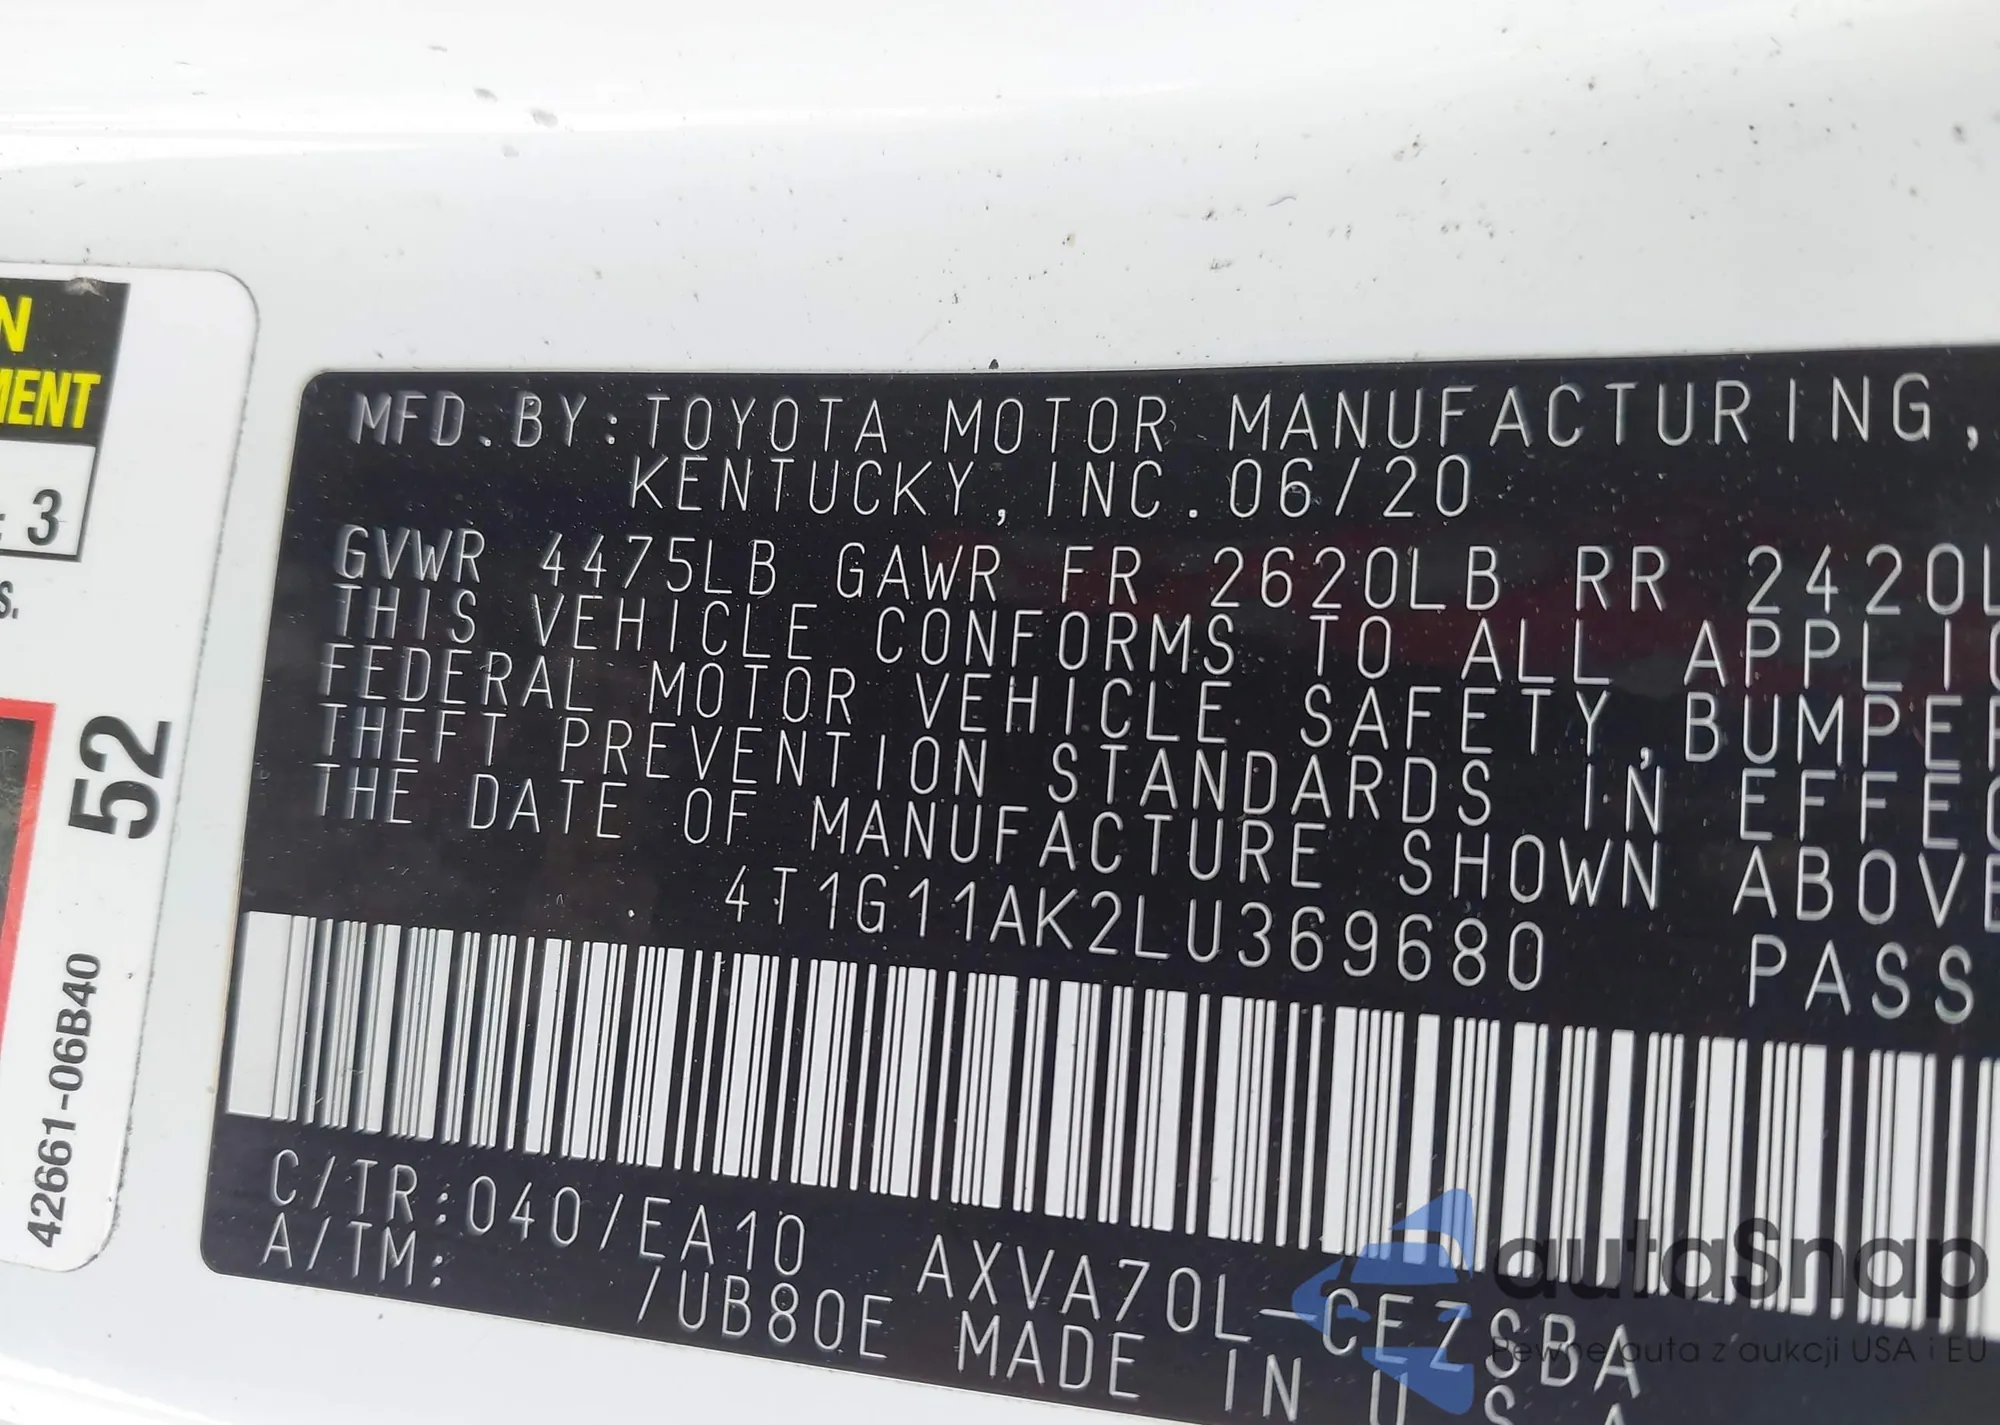 N
MENT
: 3
S.
52
42661-06B40
MFD.BY:TOYOTA MOTOR MANUFACTURING,
KENTUCKY, INC.06/20
GVWR 4475LB GAWR FR 2620LB RR 2420L
THIS VEHICLE CONFORMS TO ALL APPLIC
FEDERAL MOTOR VEHICLE SAFETY,BUMPER
THEFT PREVENTION STANDARDS IN EFFEC
THE DATE OF MANUFACTURE SHOWN ABOVE
4T1G11AK2LU369680 PASS
C/TR:040/EA10 AXVA70L-CEZSBA
A/TM: /UB80E MADE IN U.S.A
autaSnap
Pewne auta z aukcji USA i EU